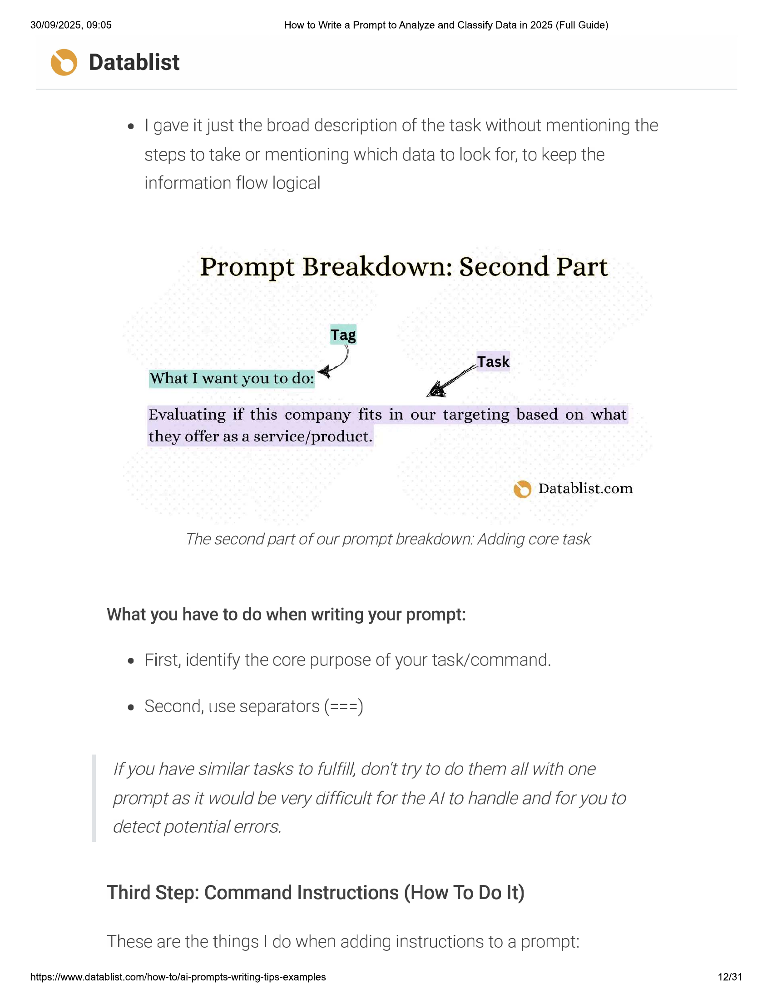 30/09/2025, 09:05
How to Write a Prompt to Analyze and Classify Data in 2025 (Full Guide)
Datablist
• I gave it just the broad description of the task without mentioning the
steps to take or mentioning which data to look for, to keep the
information flow logical
Prompt Breakdown: Second Part
Tag
Task
What I want you to do:
Evaluating if this company fits in our targeting based on what
they offer as a service/product.
Datablist.com
The second part of our prompt breakdown: Adding core task
What you have to do when writing your prompt:
• First, identify the core purpose of your task/command.
• Second, use separators (===)
If you have similar tasks to fulfill, don't try to do them all with one
prompt as it would be very difficult for the AI to handle and for you to
detect potential errors.
Third Step: Command Instructions (How To Do It)
These are the things I do when adding instructions to a prompt:
https://www.datablist.com/how-to/ai-prompts-writing-tips-examples
12/31